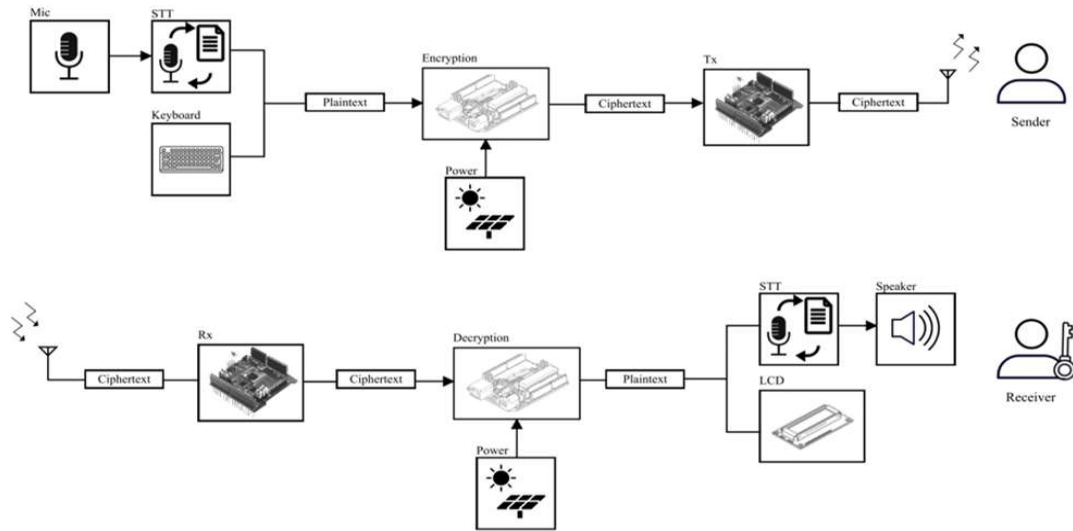 Mic
STT
Keyboard
Plaintext
Encryption
Power
Ciphertext
Tx
Ciphertext
Sender
Rx
Ciphertext
Ciphertext
Decryption
Power
Plaintext
STT
Speaker
LCD
Receiver